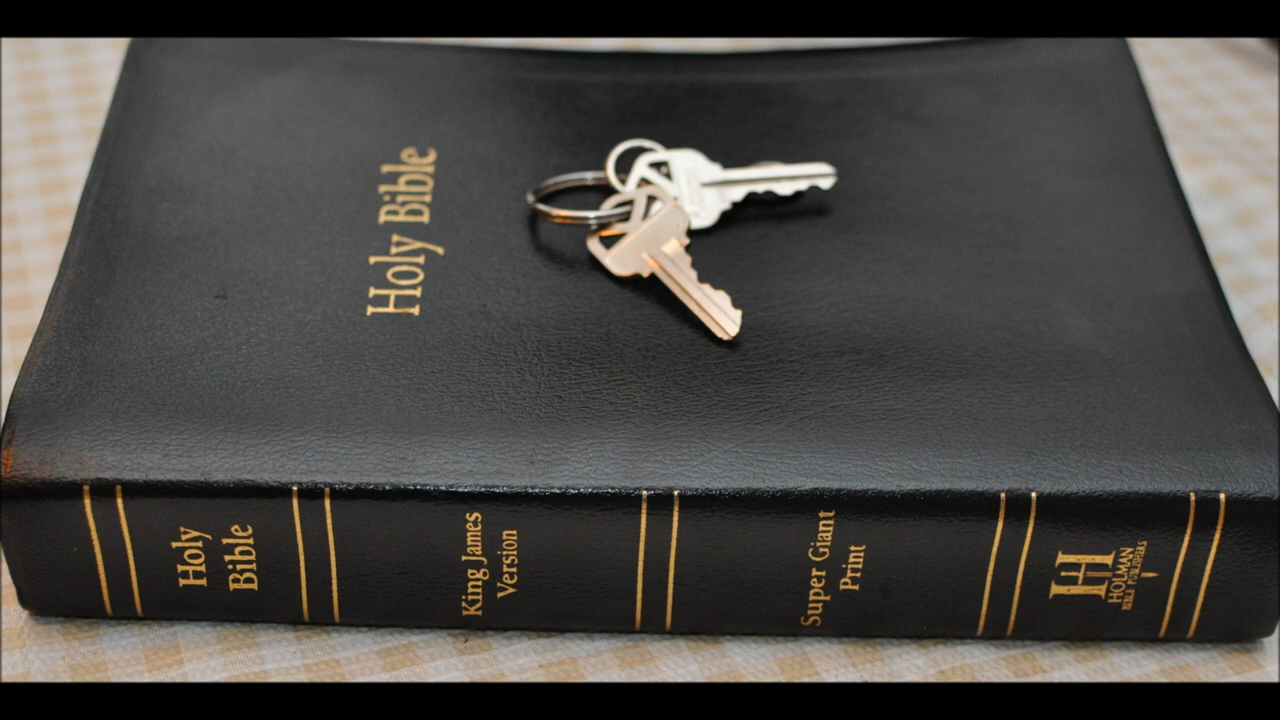 Holy Bible
Holy
Bible
King James
Version
Super Giant
Print
HOLMAN
BIBLE PUBLISHERS